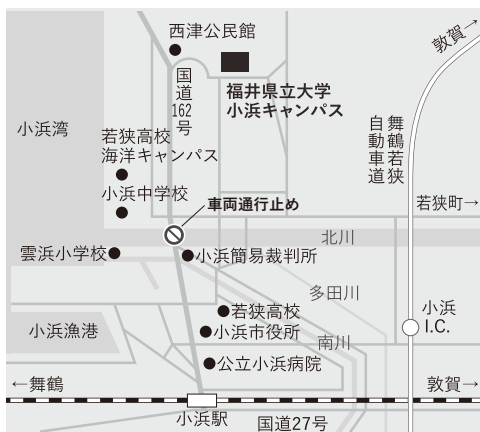 西津公民館
敦賀→
国道162号
福井県立大学
小浜キャンパス
小浜湾
舞鶴若狭
自動車道
若狭高校
海洋キャンパス
小浜中学校
車両通行止め
若狭町→
北川
雲浜小学校
小浜簡易裁判所
多田川
若狭高校
小浜
I.C.
小浜漁港
小浜市役所
南川
公立小浜病院
←舞鶴
敦賀→
小浜駅
国道27号